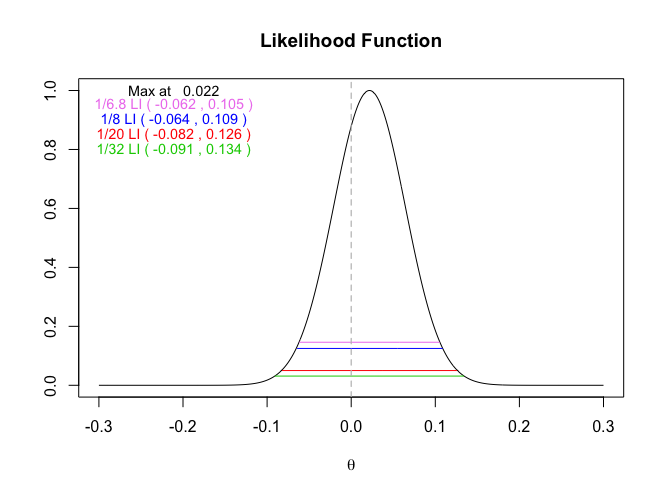 Likelihood Function
Max at 0.022
1/6.8 LI ( -0.062 , 0.105 )
1/8 LI ( -0.064 , 0.109 )
1/20 LI ( -0.082 , 0.126 )
1/32 LI ( -0.091 , 0.134 )
1.0
0.8
0.6
0.4
0.2
0.0
-0.3 -0.2 -0.1 0.0 0.1 0.2 0.3
θ